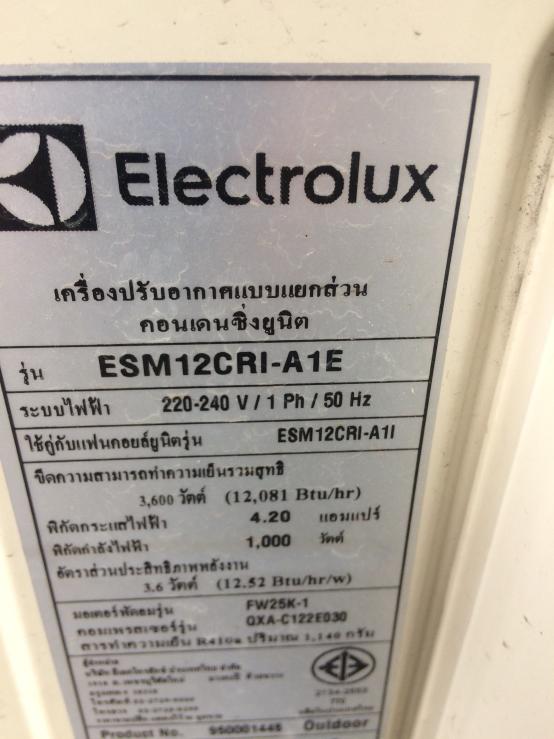 Electrolux
เครื่องปรับอากาศแบบแยกส่วน
คอนเดนซิ่งยูนิต
รุ่น ESM12CRI-A1E
ระบบไฟฟ้า 220-240 V / 1 Ph / 50 Hz
ใช้คู่กับแฟนคอยล์ยูนิตรุ่น ESM12CRI-A1I
ขีดความสามารถทำความเย็นรวมสุทธิ
3,600 วัตต์ (12,081 Btu/hr)
พิกัดกระแสไฟฟ้า 4.20 แอมแปร์
พิกัดกำลังไฟฟ้า 1,000 วัตต์
อัตราส่วนประสิทธิภาพพลังงาน
3.6 วัตต์ (12.52 Btu/hr/w)
มอเตอร์พัดลมรุ่น FW25K-1
คอมเพรสเซอร์รุ่น QXA-C122E030
สารทำความเย็น R410a ปริมาณ 1,140 กรัม
ผู้จำหน่าย
Product No. 950001445 Outdoor